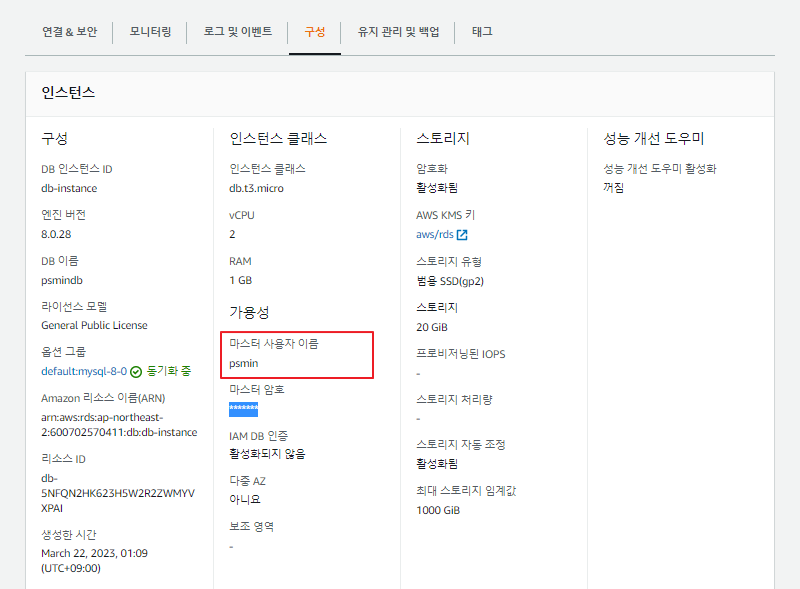 연결 & 보안
모니터링
로그 및 이벤트
구성
유지 관리 및 백업
태그
인스턴스
구성
DB 인스턴스 ID
db-instance
엔진 버전
8.0.28
DB 이름
psmindb
라이선스 모델
General Public License
옵션 그룹
default:mysql-8-0 동기화 중
Amazon 리소스 이름(ARN)
arn:aws:rds:ap-northeast-
2:600702570411:db:db-instance
리소스 ID
db-
5NFQN2HK623H5W2R2ZWMYV
XPAI
생성한 시간
March 22, 2023, 01:09
(UTC+09:00)
인스턴스 클래스
인스턴스 클래스
db.t3.micro
vCPU
2
RAM
1 GB
가용성
마스터 사용자 이름
psmin
마스터 암호
*******
IAM DB 인증
활성화되지 않음
다중 AZ
아니요
보조 영역
-
스토리지
암호화
활성화됨
AWS KMS 키
aws/rds
스토리지 유형
범용 SSD(gp2)
스토리지
20 GiB
프로비저닝된 IOPS
-
스토리지 처리량
-
스토리지 자동 조정
활성화됨
최대 스토리지 임계값
1000 GiB
성능 개선 도우미
성능 개선 도우미 활성화
꺼짐